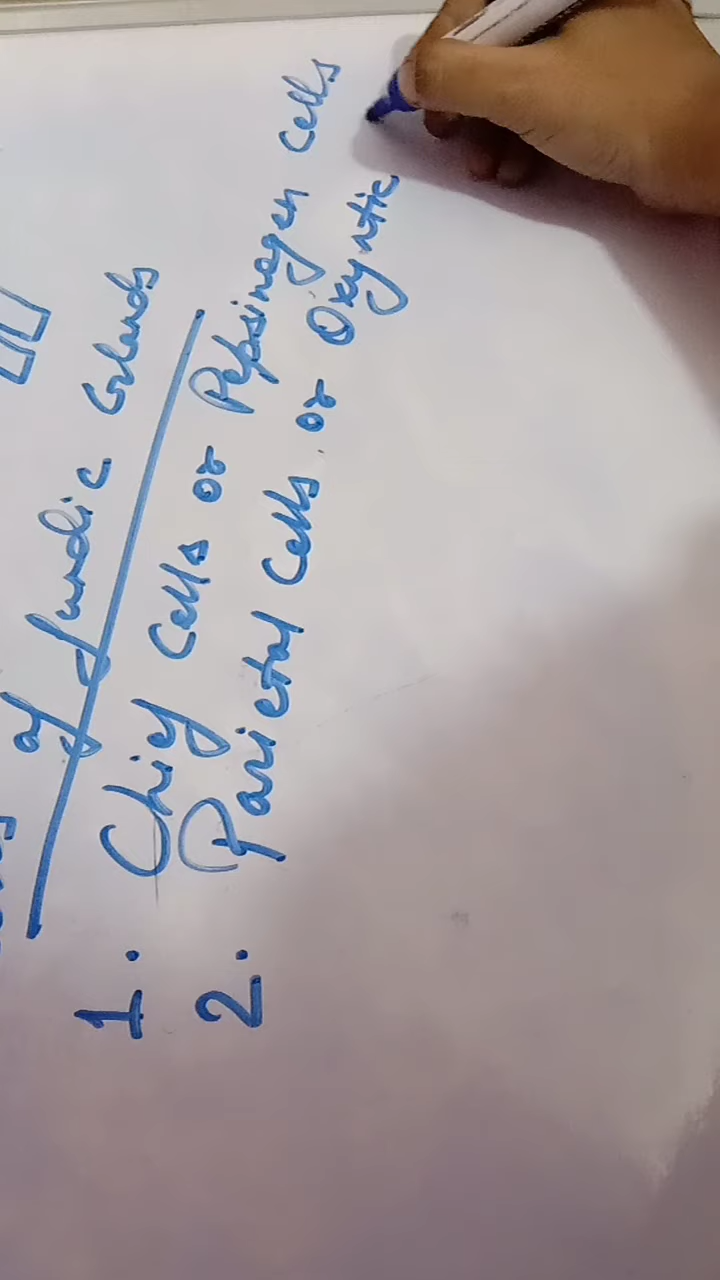 of fundic Glands
1. Chief Cells or Pepsinogen Cells
2. Parietal Cells or Oxyntic